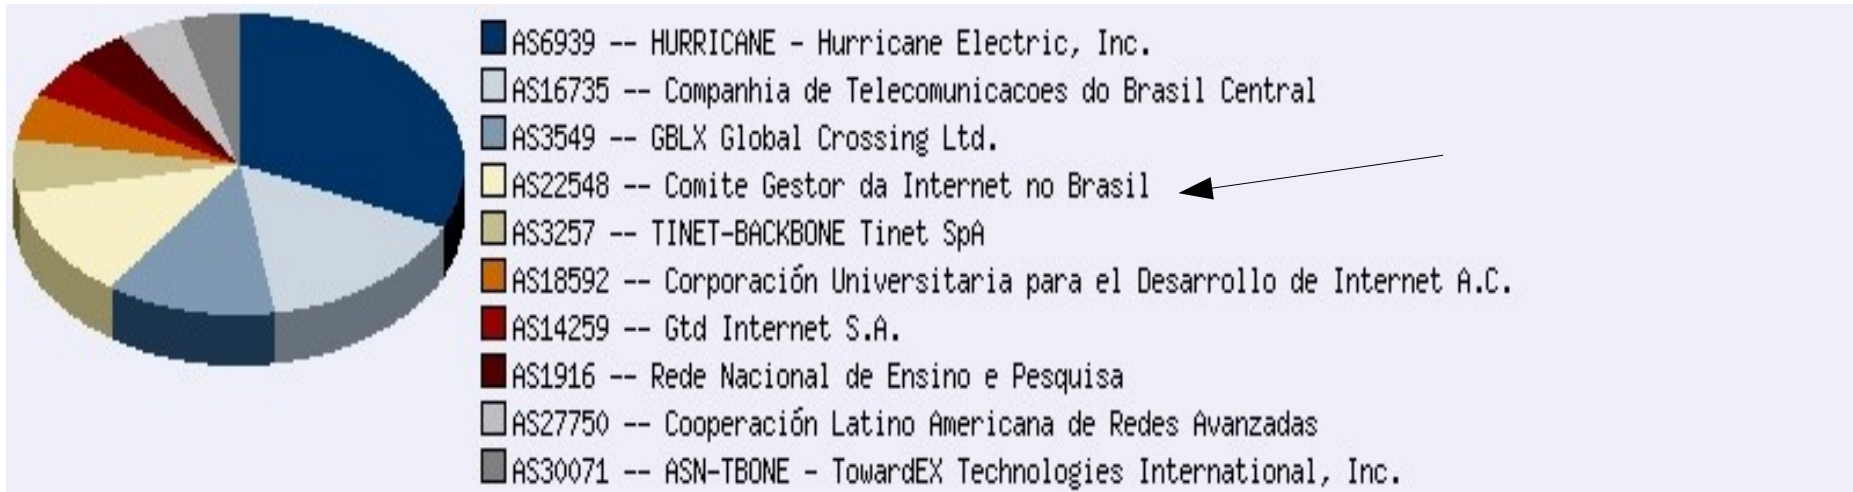 AS6939 -- HURRICANE - Hurricane Electric, Inc.
AS16735 -- Companhia de Telecomunicacoes do Brasil Central
AS3549 -- GBLX Global Crossing Ltd.
AS22548 -- Comite Gestor da Internet no Brasil
AS3257 -- TINET-BACKBONE Tinet SpA
AS18592 -- Corporación Universitaria para el Desarrollo de Internet A.C.
AS14259 -- Gtd Internet S.A.
AS1916 -- Rede Nacional de Ensino e Pesquisa
AS27750 -- Cooperación Latino Americana de Redes Avanzadas
AS30071 -- ASN-TBONE - TowardEX Technologies International, Inc.